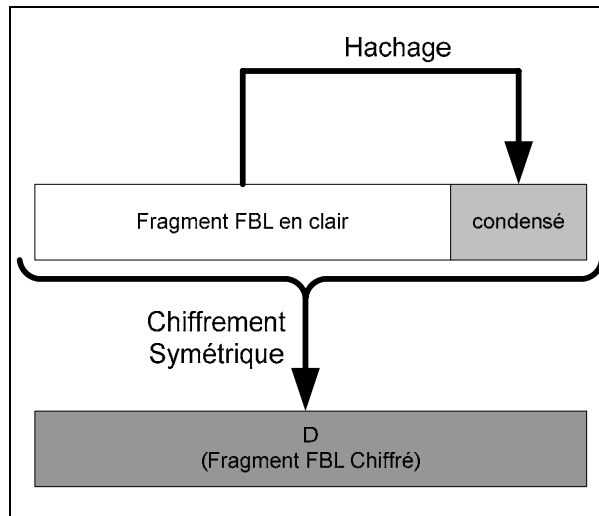 Hachage
Fragment FBL en clair
condensé
Chiffrement
Symétrique
D
(Fragment FBL Chiffré)